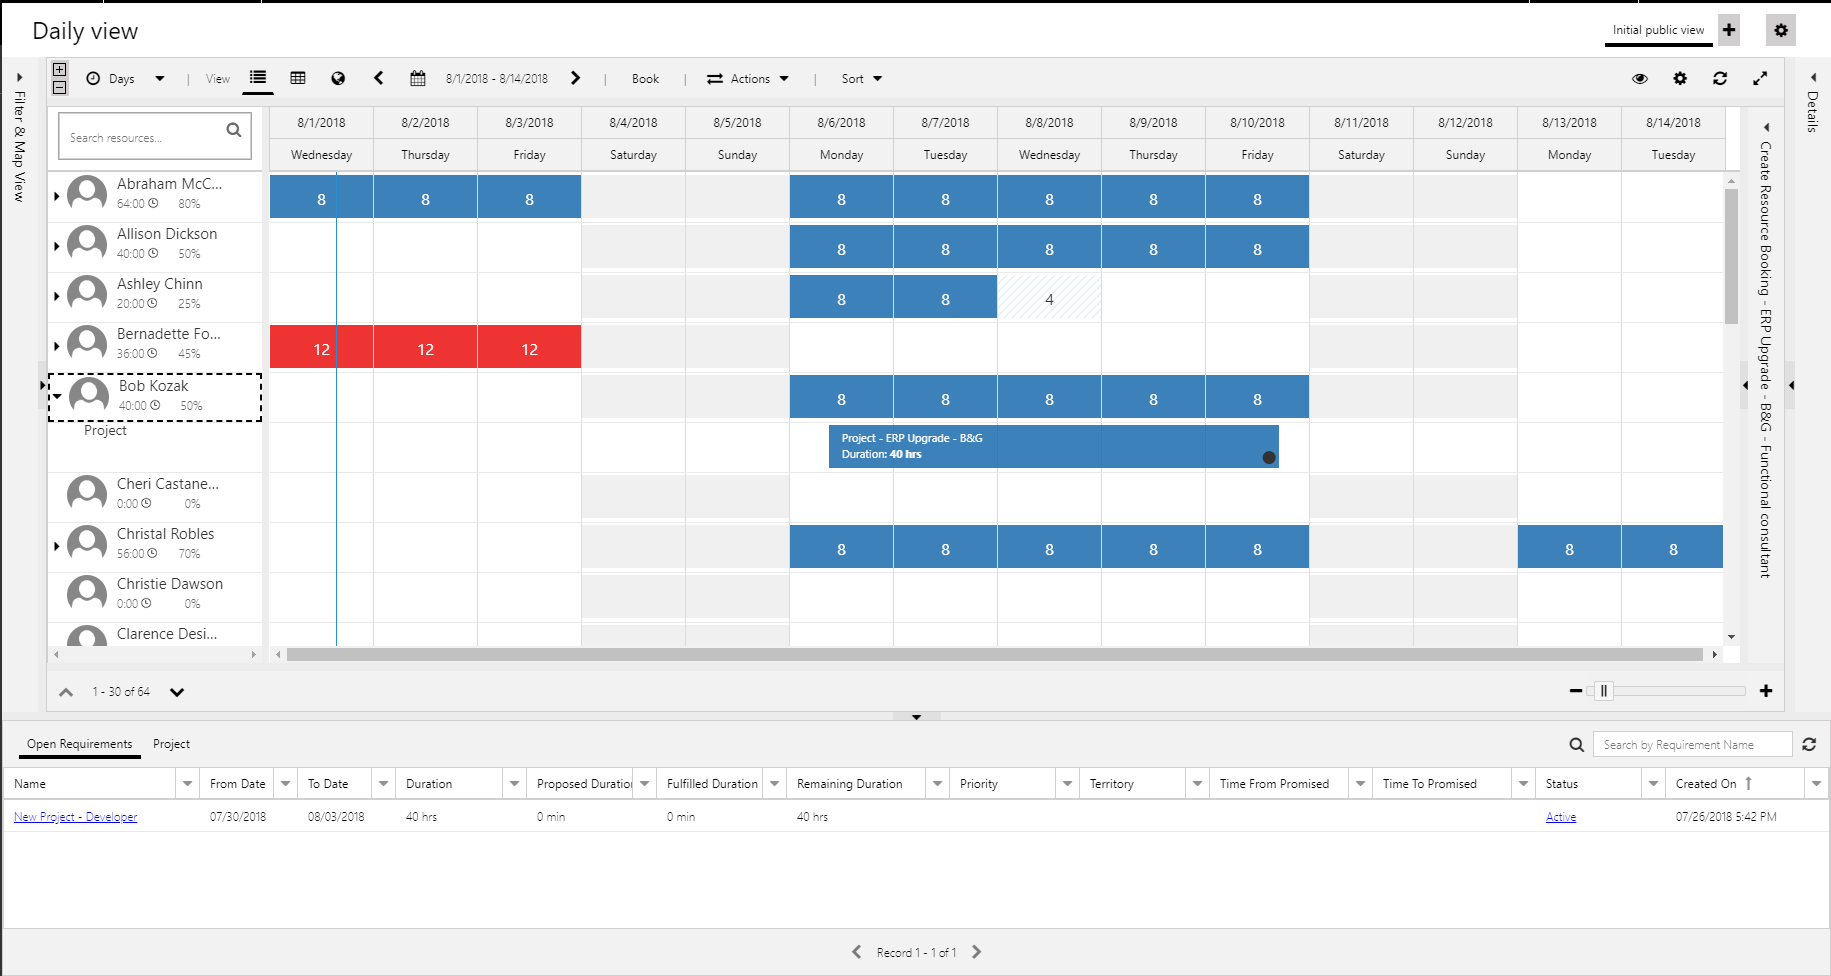 Daily view
Initial public view
Filter & Map View
Days
View
8/1/2018 - 8/14/2018
Book
Actions
Sort
Details
Create Resource Booking - ERP Upgrade - B&G - Functional consultant
Search resources...
8/1/2018 8/2/2018 8/3/2018 8/4/2018 8/5/2018 8/6/2018 8/7/2018 8/8/2018 8/9/2018 8/10/2018 8/11/2018 8/12/2018 8/13/2018 8/14/2018
Wednesday Thursday Friday Saturday Sunday Monday Tuesday Wednesday Thursday Friday Saturday Sunday Monday Tuesday
Abraham McC...
64:00 80%
8 8 8 8 8 8 8 8
Allison Dickson
40:00 50%
8 8 8 8 8
Ashley Chinn
20:00 25%
8 8 4
Bernadette Fo...
36:00 45%
12 12 12
Bob Kozak
40:00 50%
8 8 8 8 8
Project
Project - ERP Upgrade - B&G
Duration: 40 hrs
Cheri Castane...
0:00 0%
Christal Robles
56:00 70%
8 8 8 8 8 8 8
Christie Dawson
0:00 0%
Clarence Desi...
1 - 30 of 64
Open Requirements Project
Search by Requirement Name
Name From Date To Date Duration Proposed Duration Fulfilled Duration Remaining Duration Priority Territory Time From Promised Time To Promised Status Created On
New Project - Developer 07/30/2018 08/03/2018 40 hrs 0 min 0 min 40 hrs Active 07/26/2018 5:42 PM
Record 1 - 1 of 1